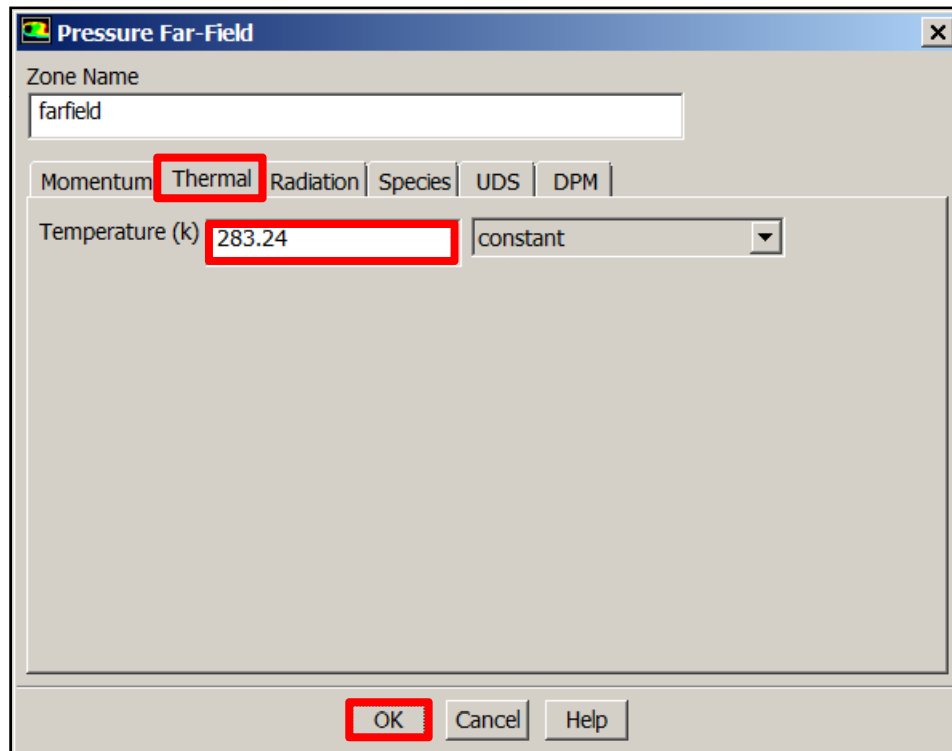 Pressure Far-Field
Zone Name
farfield
Momentum Thermal Radiation Species UDS DPM
Temperature (k) 283.24 constant
OK Cancel Help